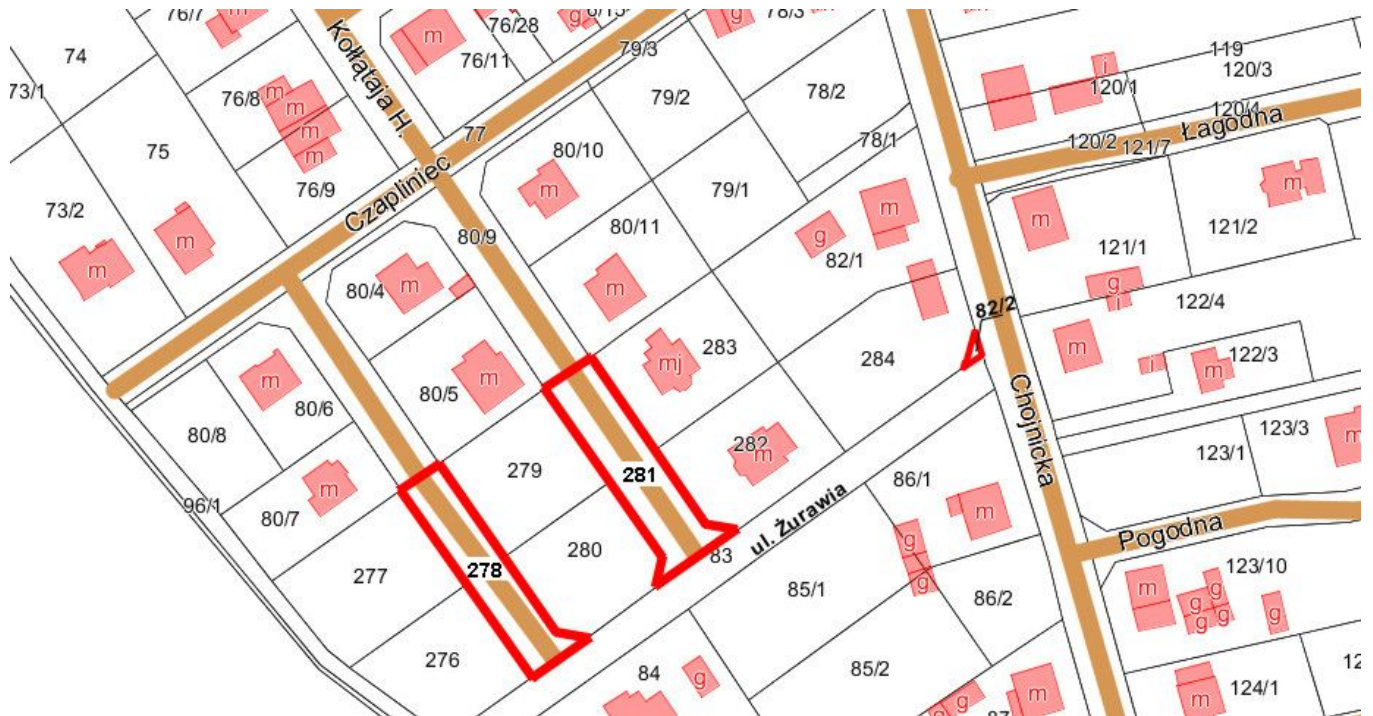 76/7
m
76/28
g
78/3
74
Kołłątaja H.
m
76/11
79/3
119
120/3
i
73/1
76/8
m
m
m
m
79/2
78/2
120/1
120/4
Łagodna
75
77
80/10
78/1
120/2
121/7
76/9
Czapliniec
m
79/1
m
73/2
80/11
m
m
121/2
m
80/9
g
82/1
121/1
m
80/4
m
m
g
i
122/4
82/2
mj
283
284
m
i
122/3
m
m
80/5
m
80/6
Chojnicka
80/8
282
m
123/3
m
279
281
123/1
86/1
m
80/7
96/1
ul. Żurawia
m
Pogodna
280
83
g
277
278
85/1
g
86/2
m
123/10
g
g
g
g
g
276
84
g
85/2
m
124/1
m
g
g
87